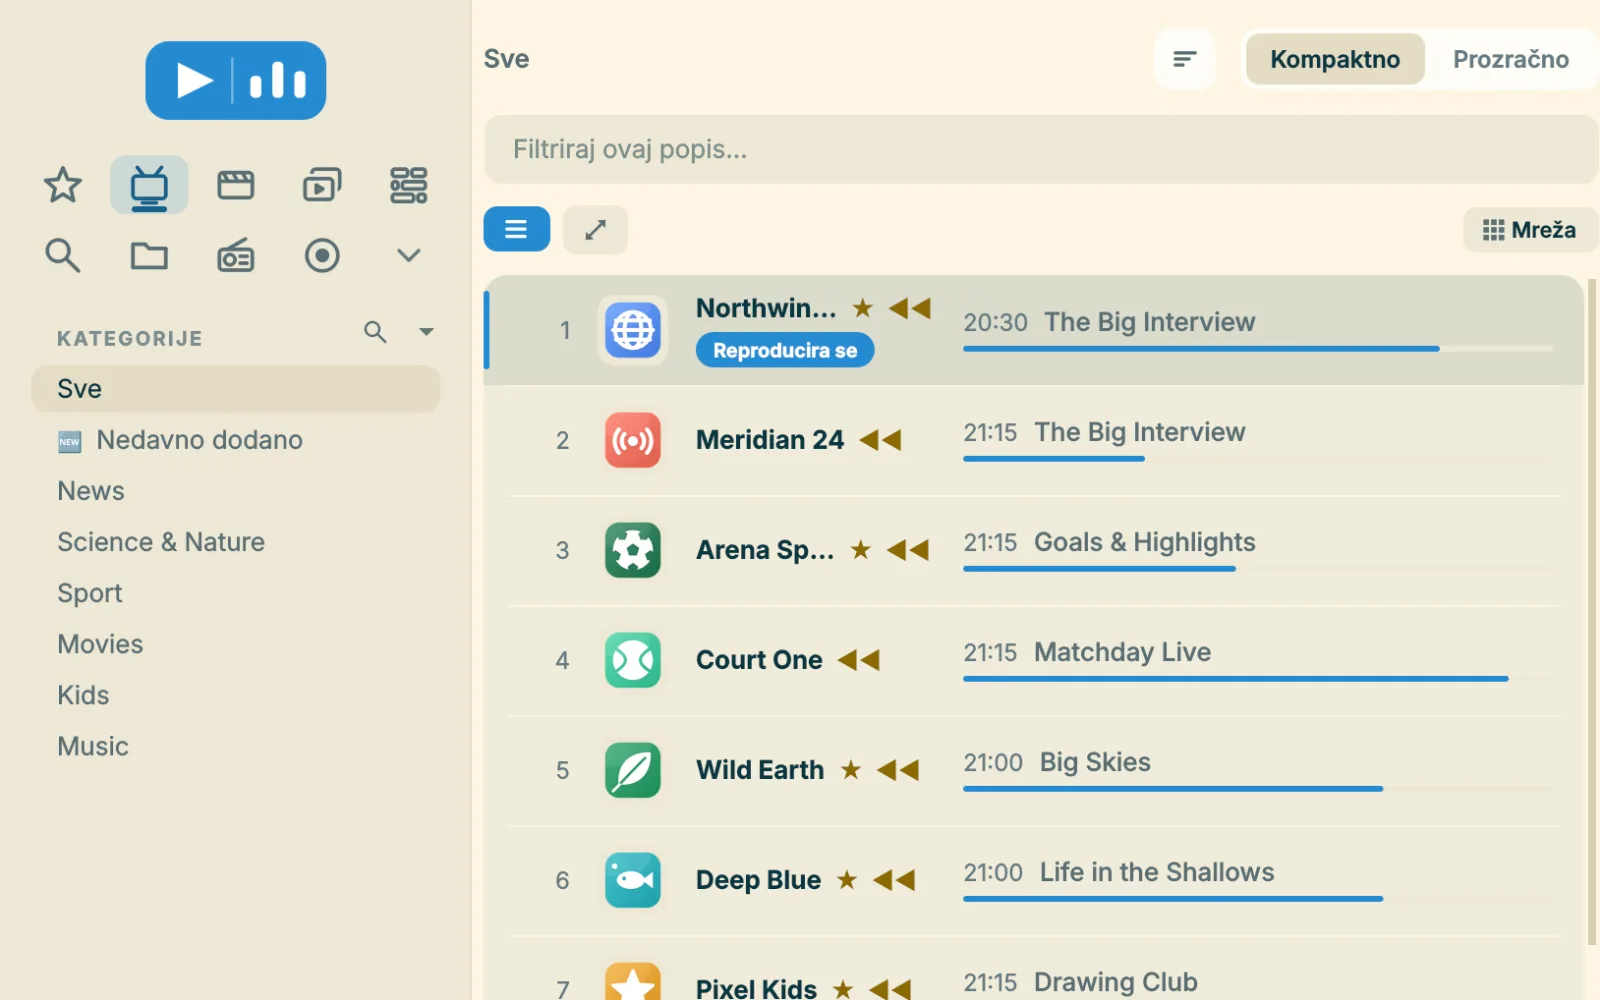 Sve
Kompaktno
Prozračno
Filtriraj ovaj popis...
Mreža
KATEGORIJE
Sve
NEW Nedavno dodano
News
Science & Nature
Sport
Movies
Kids
Music
1 Northwin... 20:30 The Big Interview
Reproducira se
2 Meridian 24 21:15 The Big Interview
3 Arena Sp... 21:15 Goals & Highlights
4 Court One 21:15 Matchday Live
5 Wild Earth 21:00 Big Skies
6 Deep Blue 21:00 Life in the Shallows
7 Pixel Kids 21:15 Drawing Club